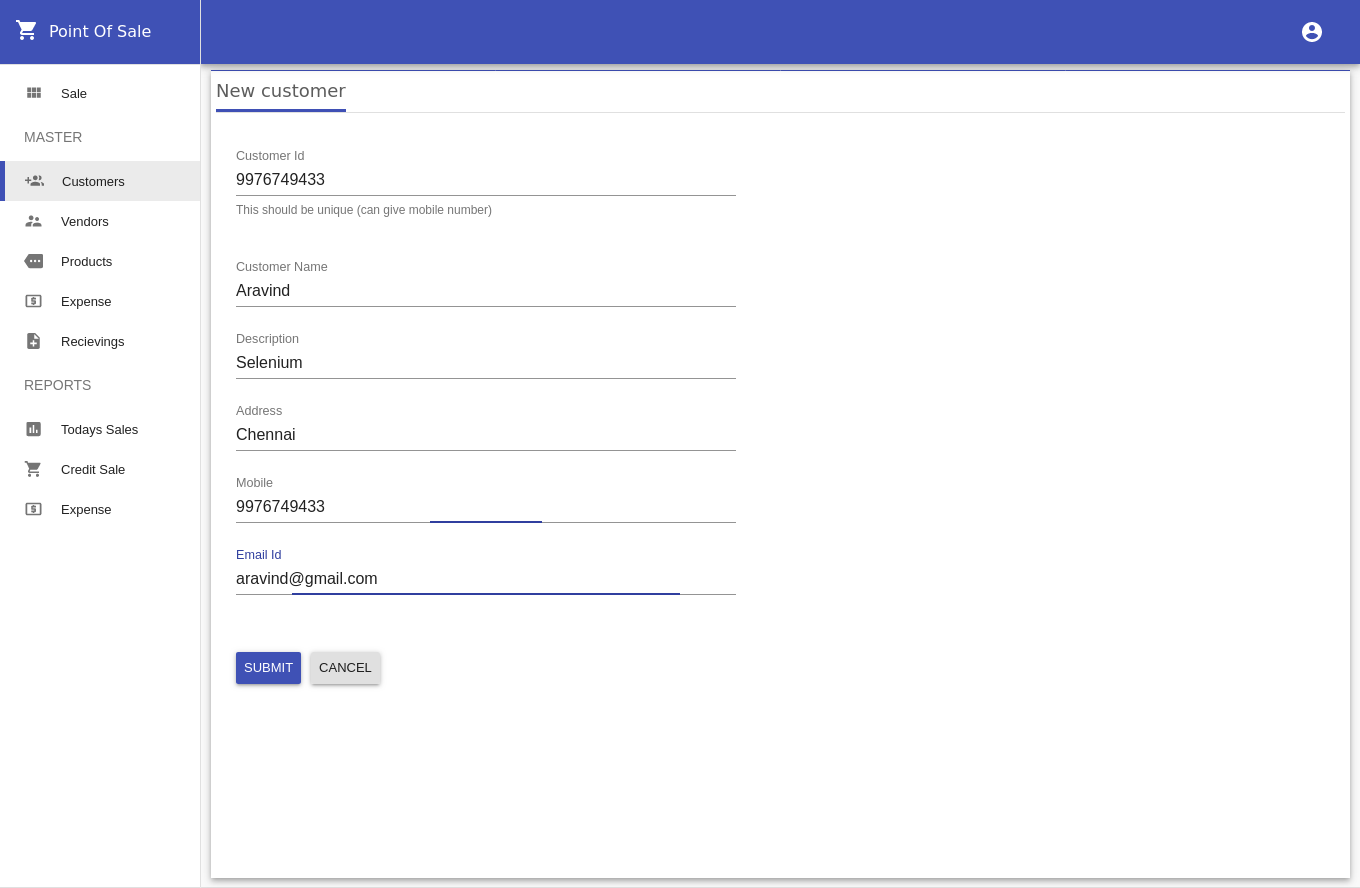 Point Of Sale
Sale
MASTER
Customers
Vendors
Products
Expense
Recievings
REPORTS
Todays Sales
Credit Sale
Expense
New customer
Customer Id
9976749433
This should be unique (can give mobile number)
Customer Name
Aravind
Description
Selenium
Address
Chennai
Mobile
9976749433
Email Id
aravind@gmail.com
SUBMIT CANCEL